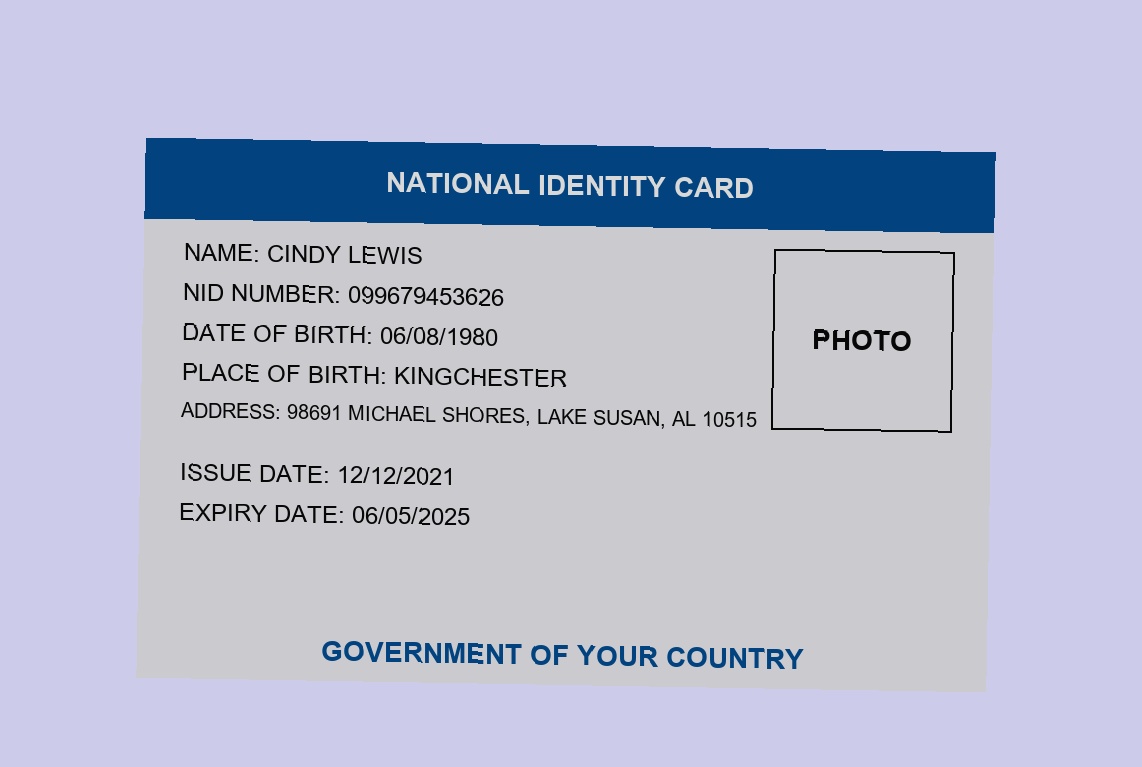 NATIONAL IDENTITY CARD
NAME: CINDY LEWIS
NID NUMBER: 099679453626
DATE OF BIRTH: 06/08/1980
PLACE OF BIRTH: KINGCHESTER
ADDRESS: 98691 MICHAEL SHORES, LAKE SUSAN, AL 10515
PHOTO
ISSUE DATE: 12/12/2021
EXPIRY DATE: 06/05/2025
GOVERNMENT OF YOUR COUNTRY